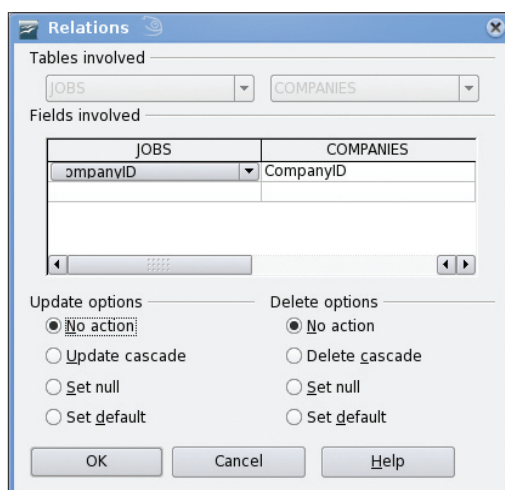 Relations
Tables involved
JOBS COMPANIES
Fields involved
JOBS COMPANIES
ompanyID CompanyID
Update options Delete options
No action No action
Update cascade Delete cascade
Set null Set null
Set default Set default
OK Cancel Help